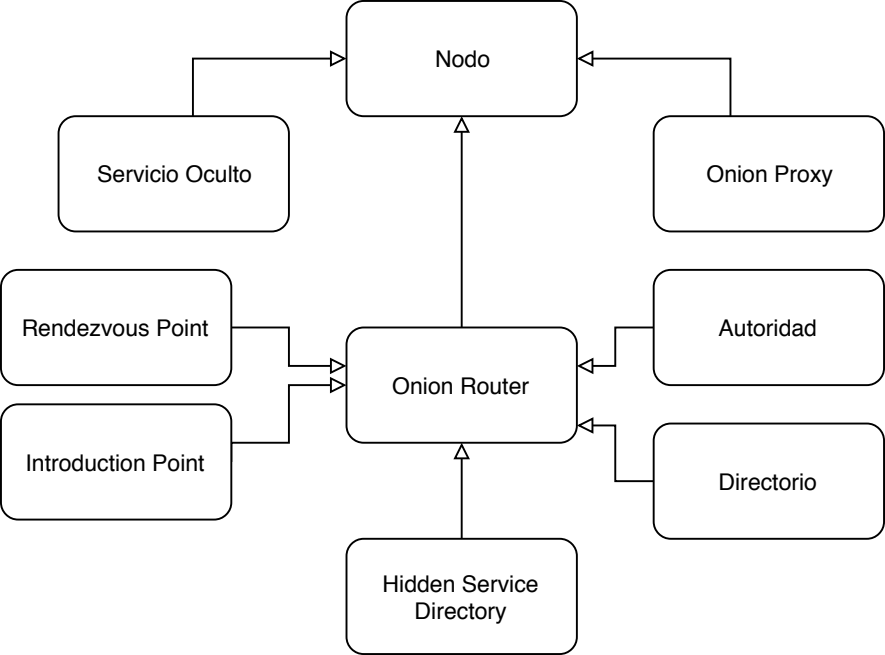 Nodo
Servicio Oculto
Onion Proxy
Rendezvous Point
Autoridad
Onion Router
Introduction Point
Directorio
Hidden Service
Directory